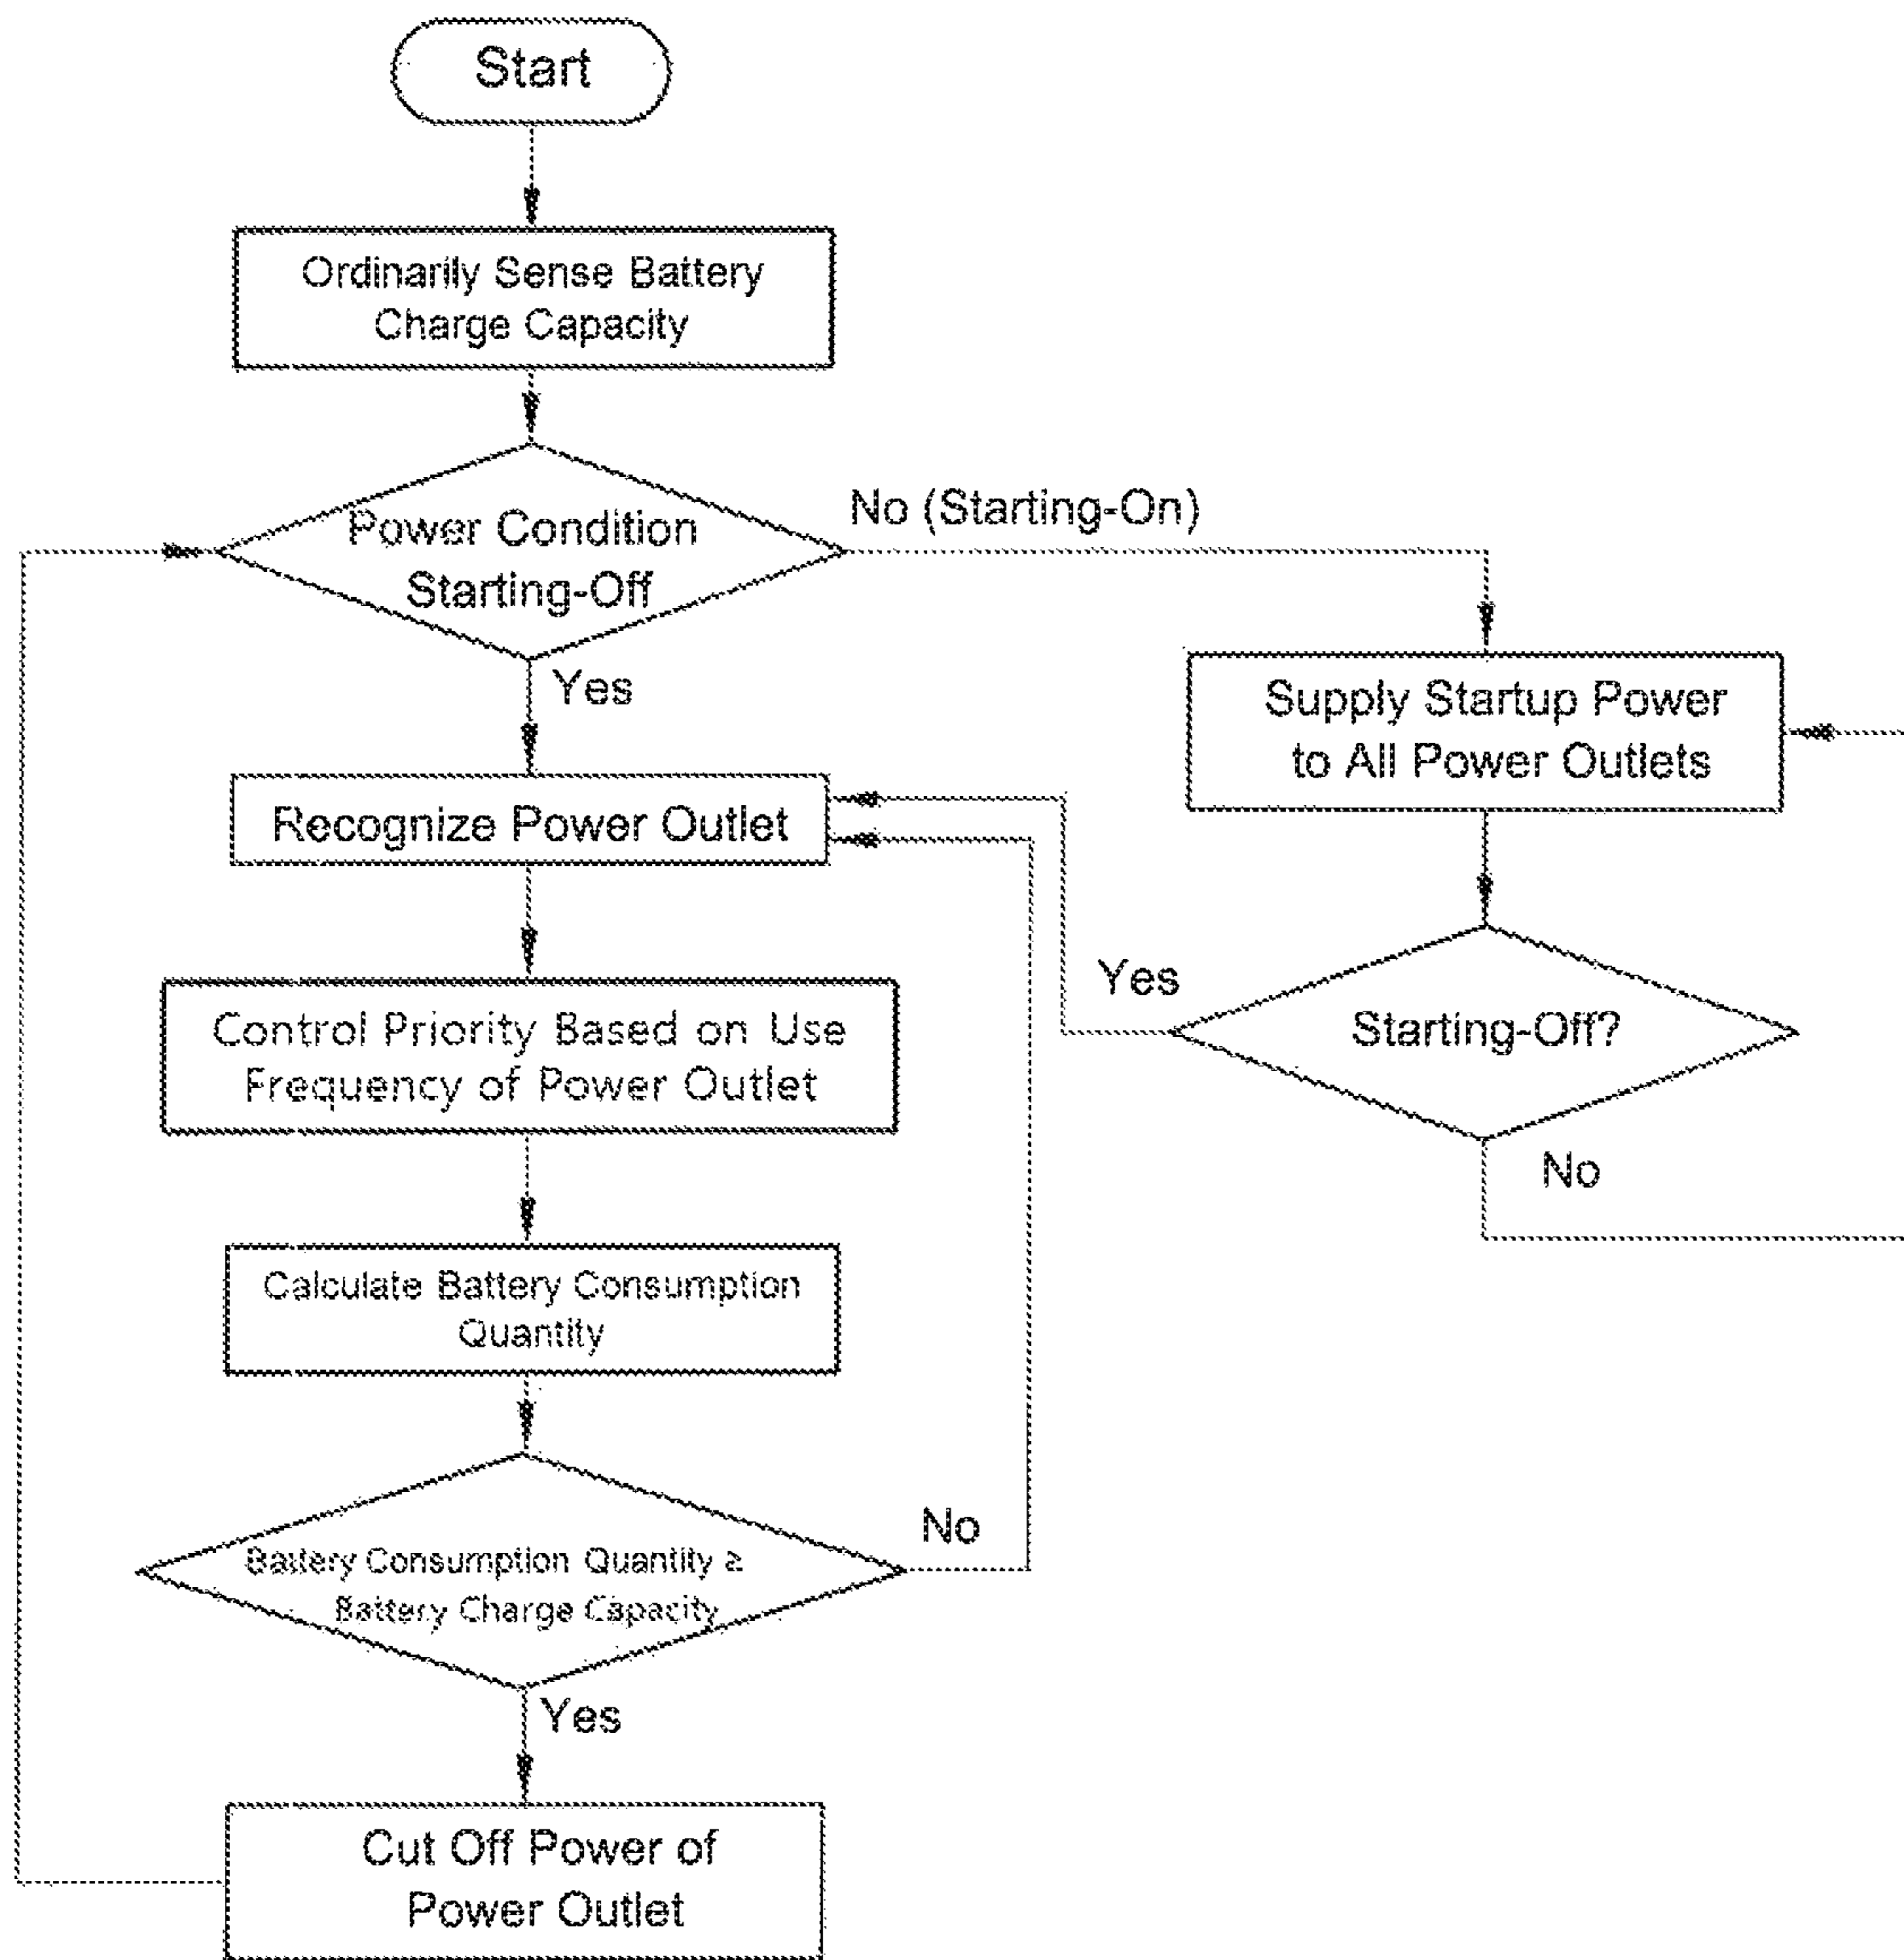 Start
Ordinarily Sense Battery
Charge Capacity
Power Condition
Starting-Off
No (Starting-On)
Yes
Supply Startup Power
to All Power Outlets
Recognize Power Outlet
Control Priority Based on Use
Frequency of Power Outlet
Yes
Starting-Off?
No
Calculate Battery Consumption
Quantity
Battery Consumption Quantity ≥
Battery Charge Capacity
No
Yes
Cut Off Power of
Power Outlet